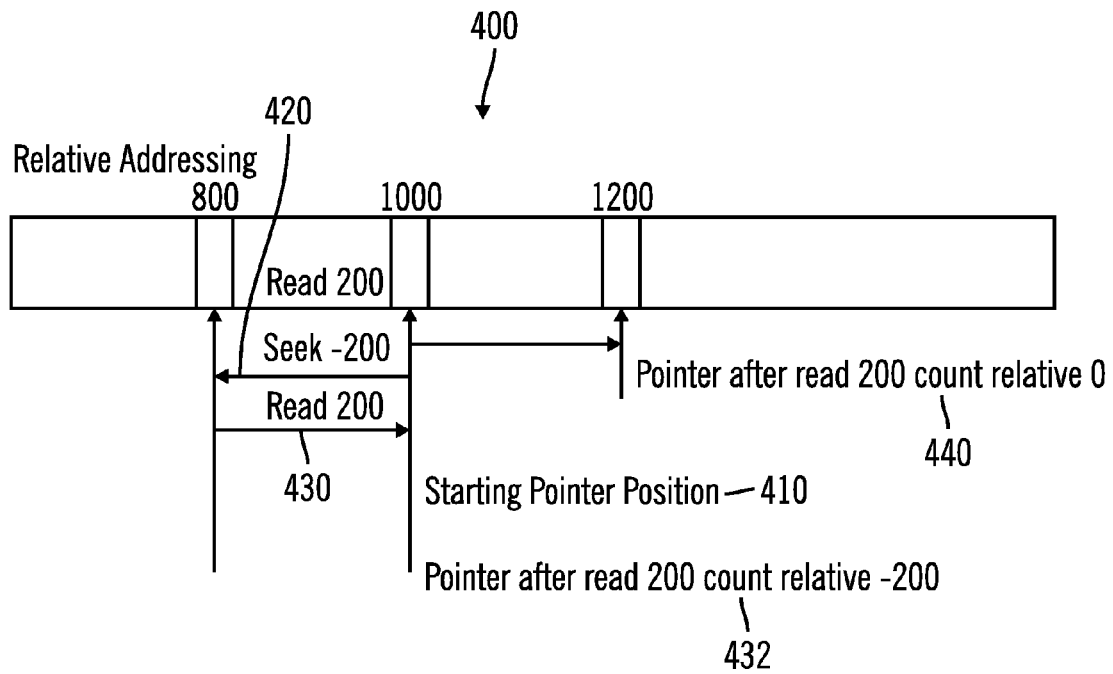 400
420
Relative Addressing
800 1000 1200
Read 200
Seek -200
Pointer after read 200 count relative 0
Read 200
440
430
Starting Pointer Position 410
Pointer after read 200 count relative -200
432